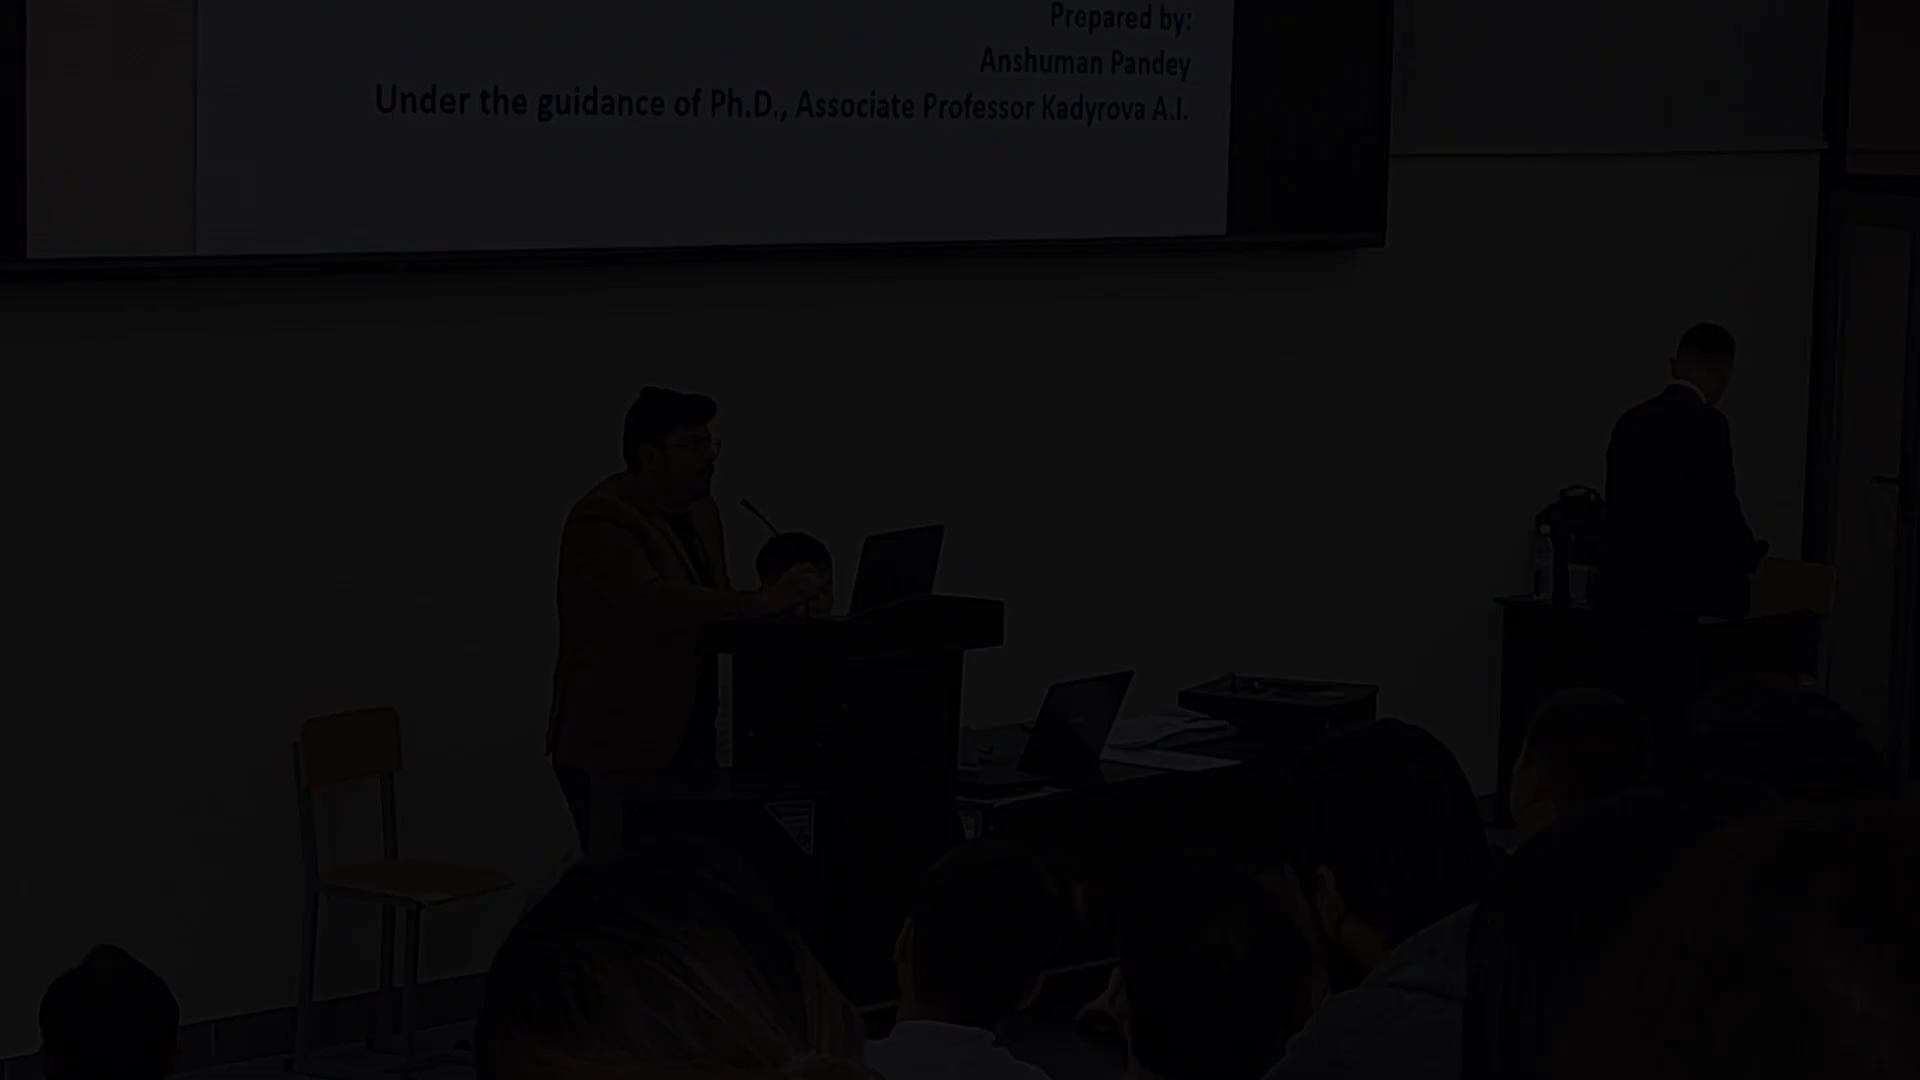 Prepared by:
Anshuman Pandey
Under the guidance of Ph.D., Associate Professor Kadyrova A.I.